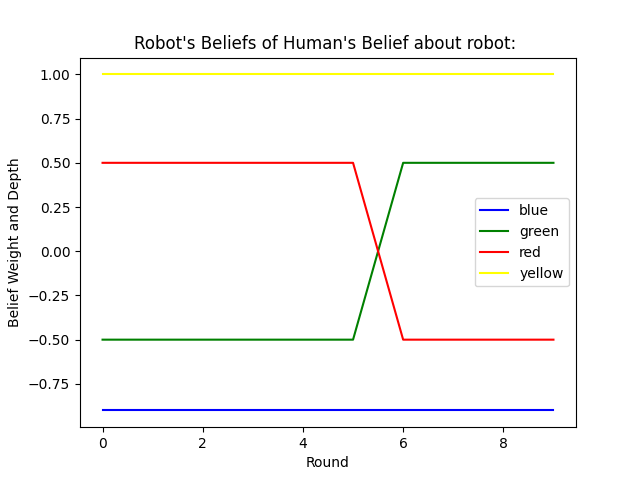 Robot's Beliefs of Human's Belief about robot:
Belief Weight and Depth
1.00
0.75
0.50
0.25
0.00
−0.25
−0.50
−0.75
blue
green
red
yellow
0 2 4 6 8
Round